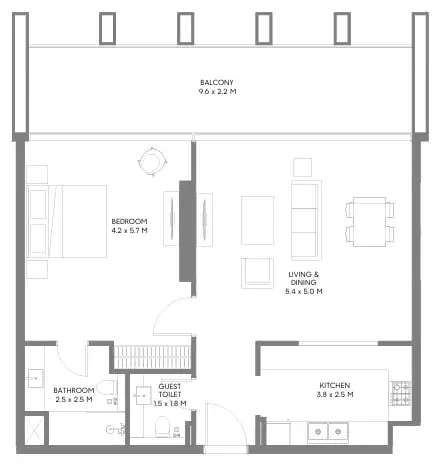 BALCONY
9.6 x 2.2 M
BEDROOM
4.2 x 5.7 M
LIVING &
DINING
5.4 x 5.0 M
BATHROOM
2.5 x 2.5 M
GUEST
TOILET
1.5 x 1.8 M
KITCHEN
3.8 x 2.5 M